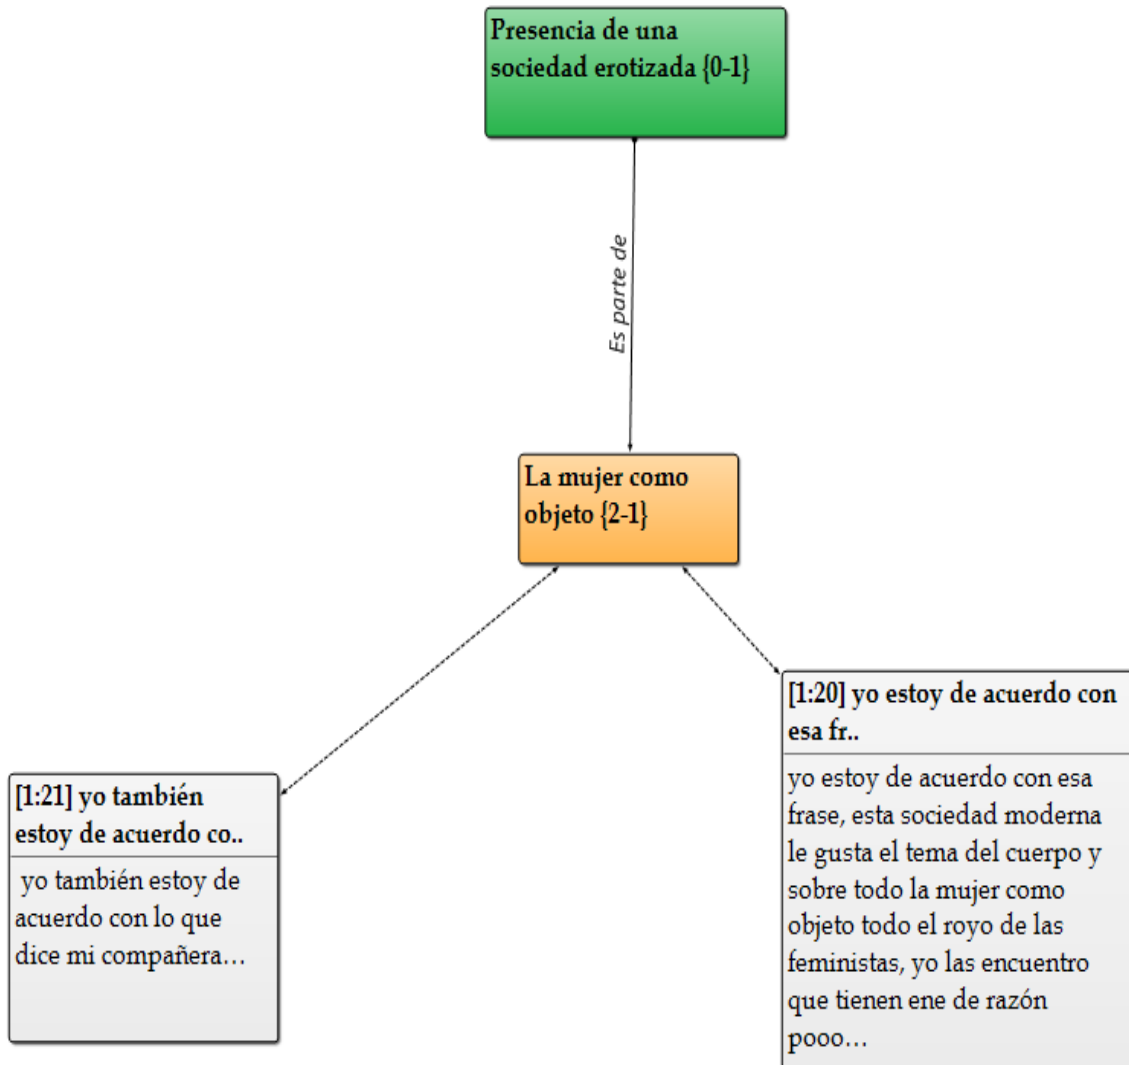 Presencia de una
sociedad erotizada {0-1}
Es parte de
La mujer como
objeto {2-1}
[1:20] yo estoy de acuerdo con
esa fr..
yo estoy de acuerdo con esa
frase, esta sociedad moderna
le gusta el tema del cuerpo y
sobre todo la mujer como
objeto todo el royo de las
feministas, yo las encuentro
que tienen ene de razón
pooo...
[1:21] yo también
estoy de acuerdo co..
yo también estoy de
acuerdo con lo que
dice mi compañera...